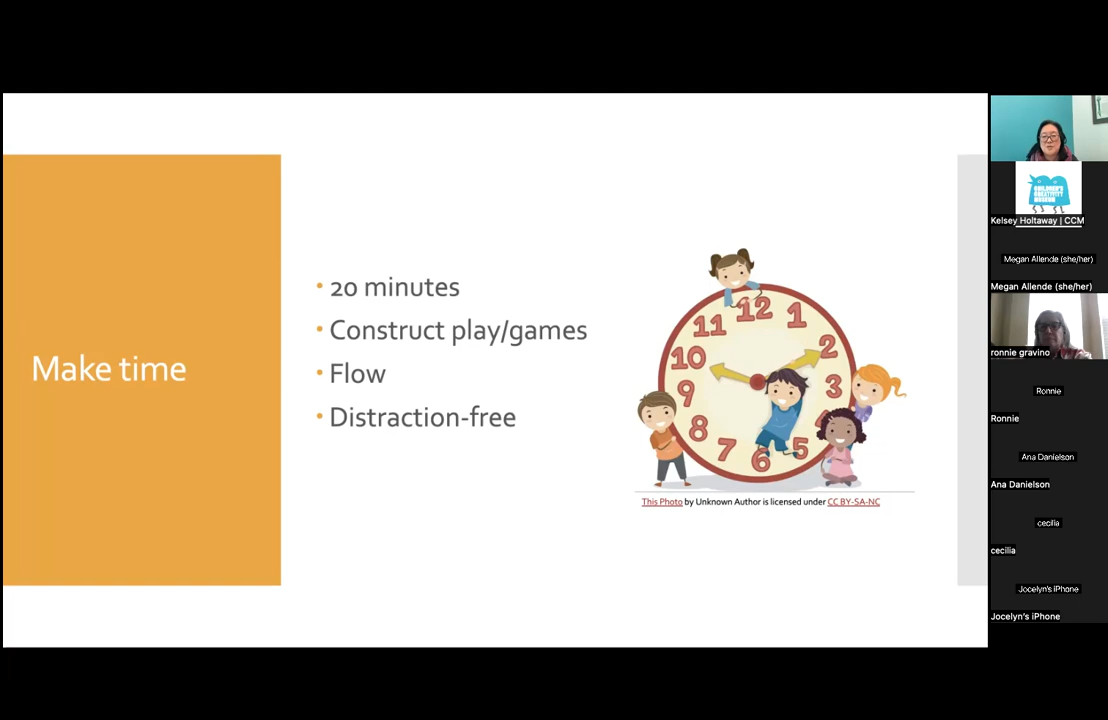 Make time
20 minutes
Construct play/games
Flow
Distraction-free
12
1
2
3
5
6
7
8
9
10
11
This Photo by Unknown Author is licensed under CC BY-SA-NC
CHILDREN'S
CREATIVITY
MUSEUM
Kelsey Holtaway | CCM
Megan Allende (she/her)
Megan Allende (she/her)
ronnie gravino
Ronnie
Ronnie
Ana Danielson
Ana Danielson
cecilia
cecilia
Jocelyn's iPhone
Jocelyn's iPhone